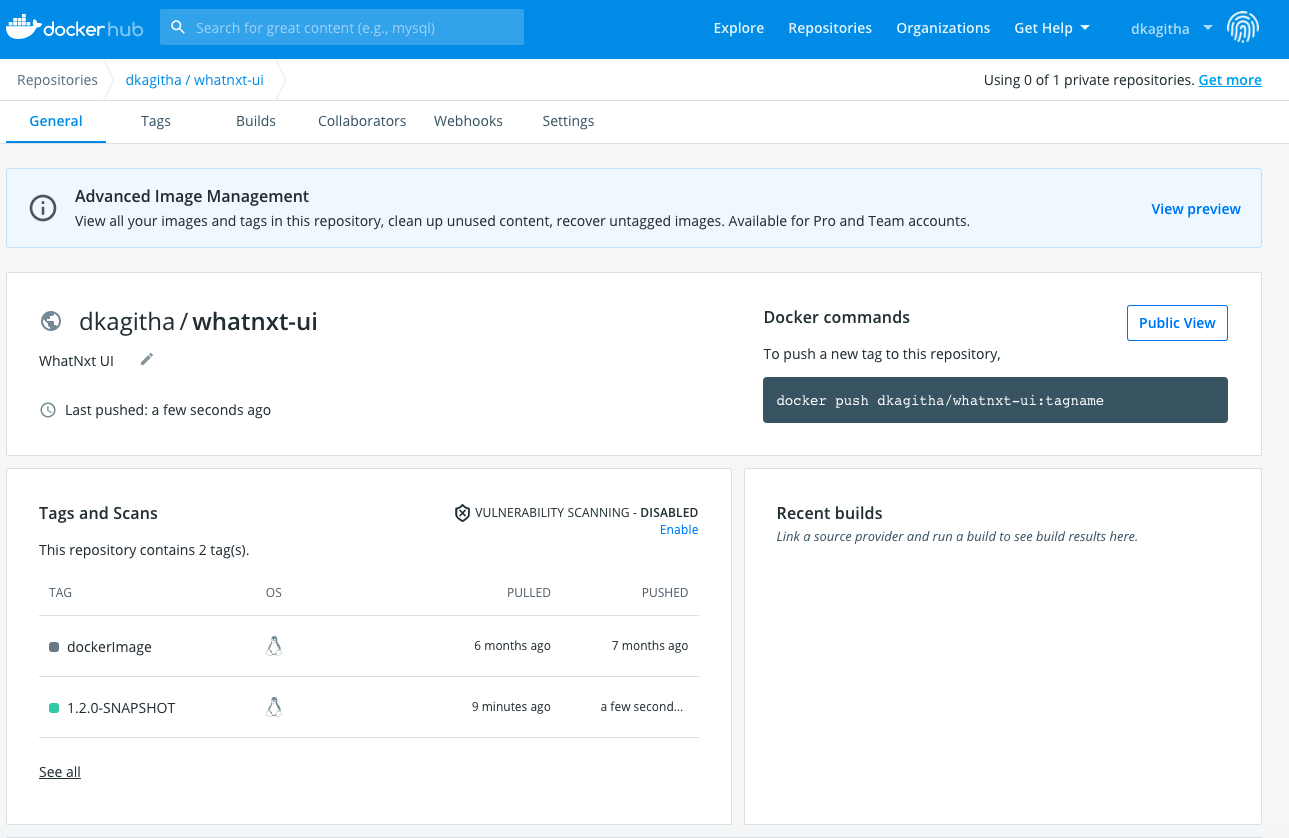 dockerhub
Search for great content (e.g., mysql)
Explore
Repositories
Organizations
Get Help
dkagitha
Repositories
dkagitha / whatnxt-ui
Using 0 of 1 private repositories. Get more
General
Tags
Builds
Collaborators
Webhooks
Settings
Advanced Image Management
View all your images and tags in this repository, clean up unused content, recover untagged images. Available for Pro and Team accounts.
View preview
dkagitha / whatnxt-ui
WhatNxt UI
Last pushed: a few seconds ago
Docker commands
Public View
To push a new tag to this repository,
docker push dkagitha/whatnxt-ui:tagname
Tags and Scans
VULNERABILITY SCANNING - DISABLED
Enable
This repository contains 2 tag(s).
TAG OS PULLED PUSHED
dockerImage 6 months ago 7 months ago
1.2.0-SNAPSHOT 9 minutes ago a few second...
See all
Recent builds
Link a source provider and run a build to see build results here.